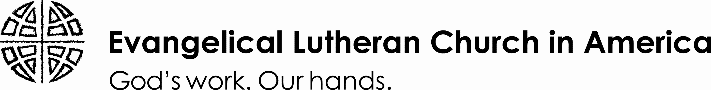 Evangelical Lutheran Church in America
God's work. Our hands.